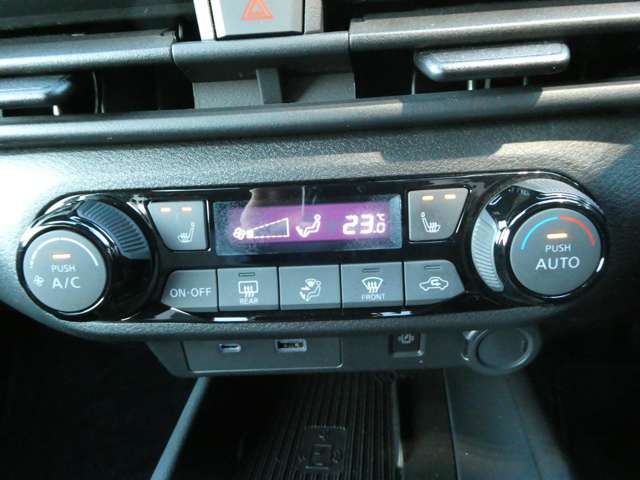 23.0 °C
PUSH
A/C
PUSH
AUTO
ON·OFF
REAR
FRONT